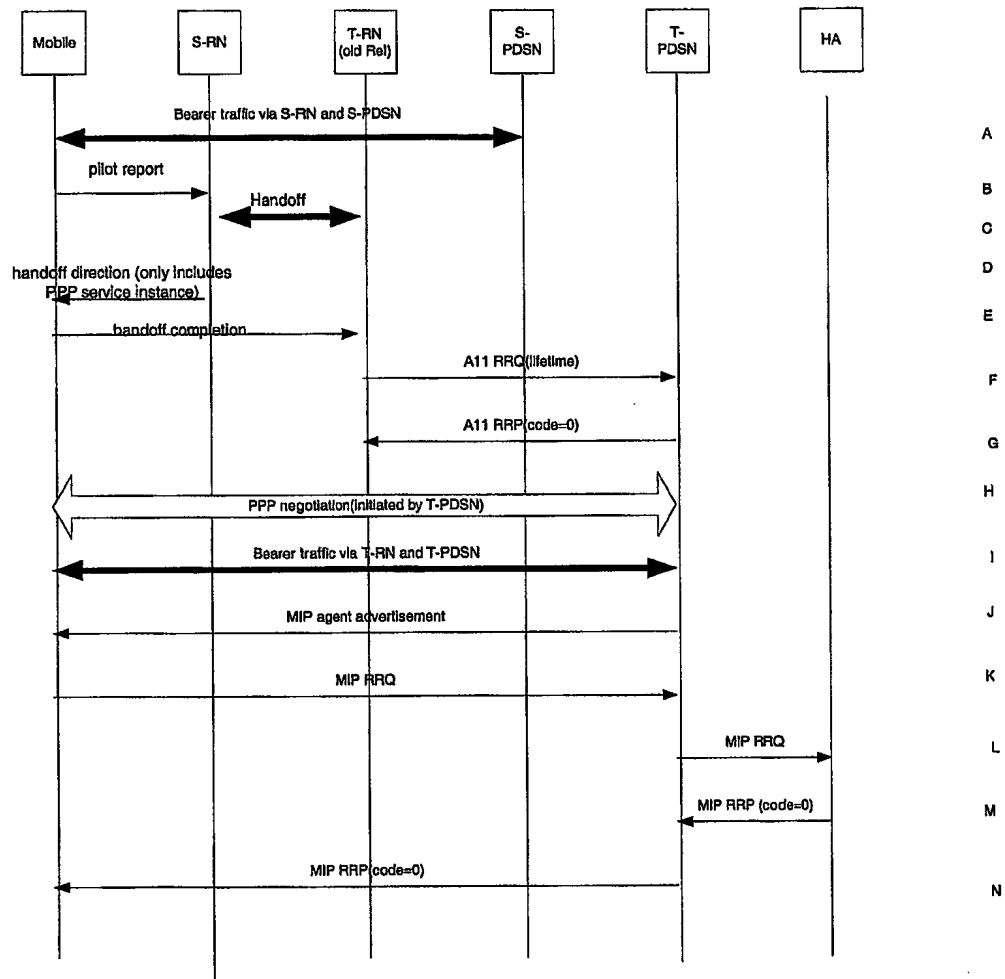 Mobile
S-RN
T-RN
(old Rel)
S-
PDSN
T-
PDSN
HA
Bearer traffic via S-RN and S-PDSN
A
pilot report
B
Handoff
C
handoff direction (only includes
PPP service instance)
D
handoff completion
E
A11 RRQ(lifetime)
F
A11 RRP(code=0)
G
PPP negotiation(initiated by T-PDSN)
H
Bearer traffic via T-RN and T-PDSN
I
MIP agent advertisement
J
MIP RRQ
K
MIP RRQ
L
MIP RRP (code=0)
M
MIP RRP(code=0)
N